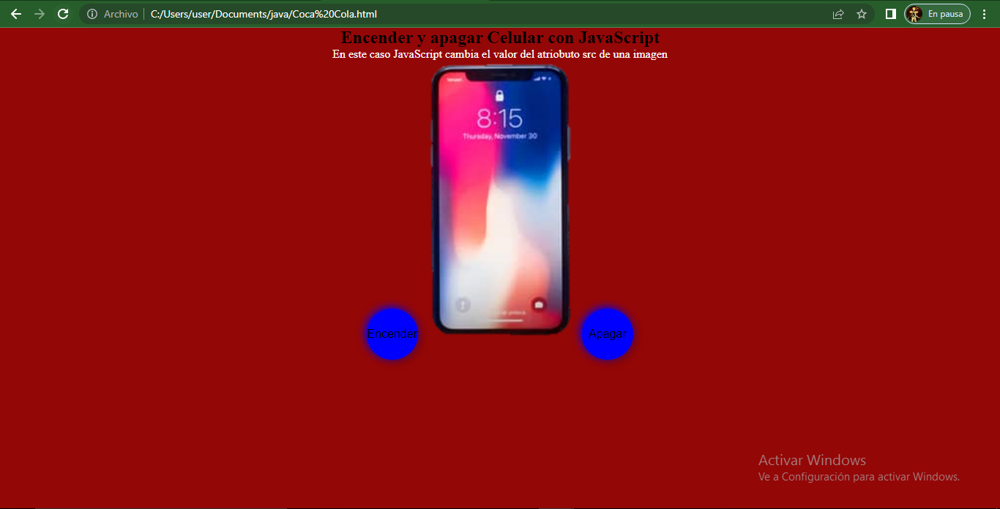 Archivo | C:/Users/user/Documents/java/Coca%20Cola.html
En pausa
Encender y apagar Celular con JavaScript
En este caso JavaScript cambia el valor del atriobuto src de una imagen
8:15
Thursday, November 30
Encender
Apagar
Activar Windows
Ve a Configuración para activar Windows.